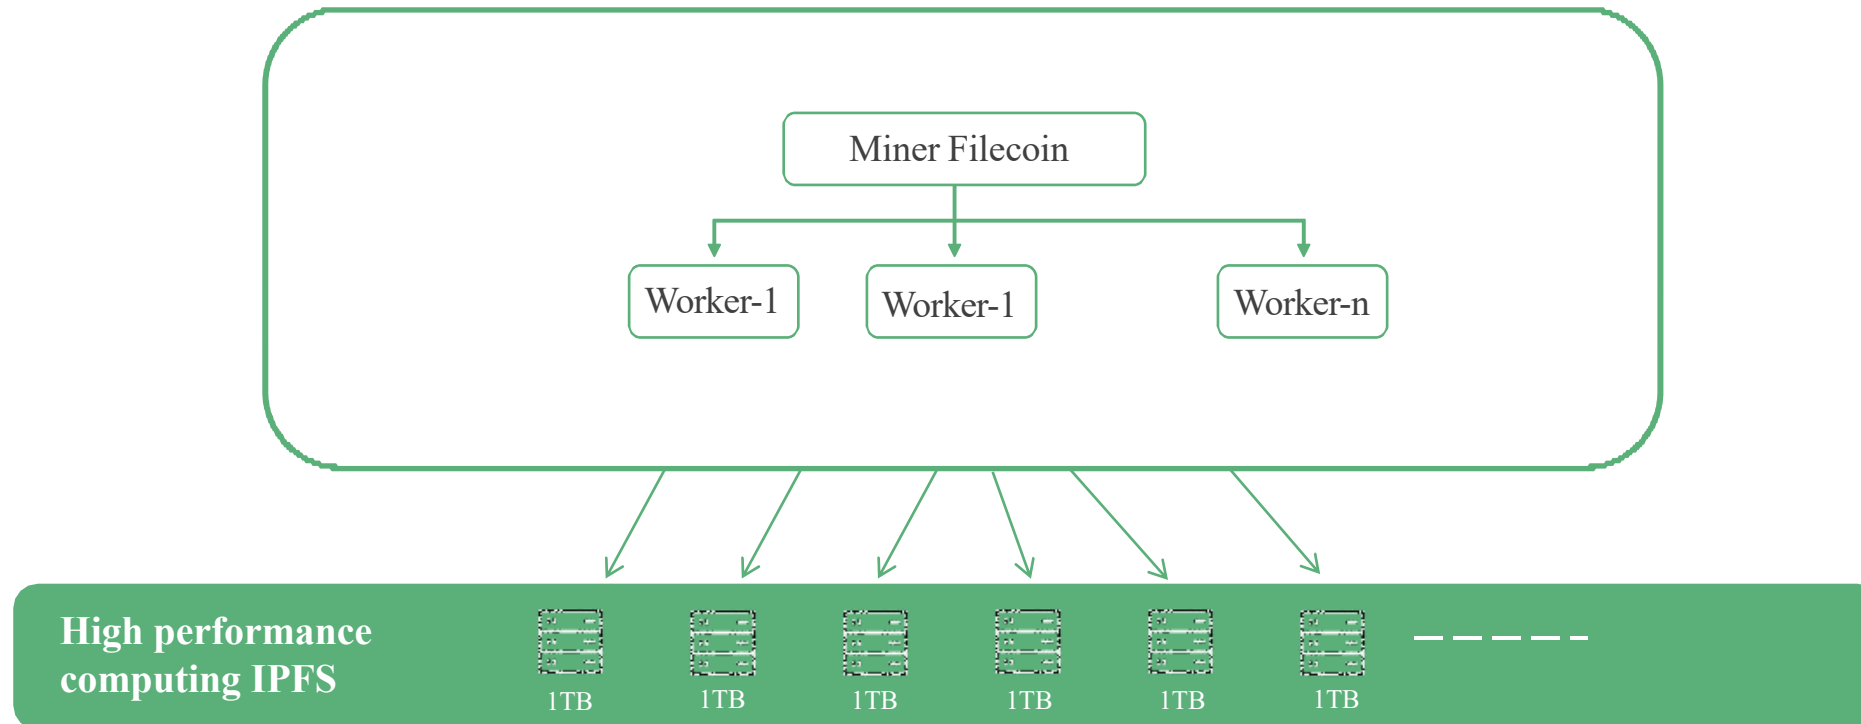 Miner Filecoin
Worker-1
Worker-1
Worker-n
High performance
computing IPFS
1TB
1TB
1TB
1TB
1TB
1TB